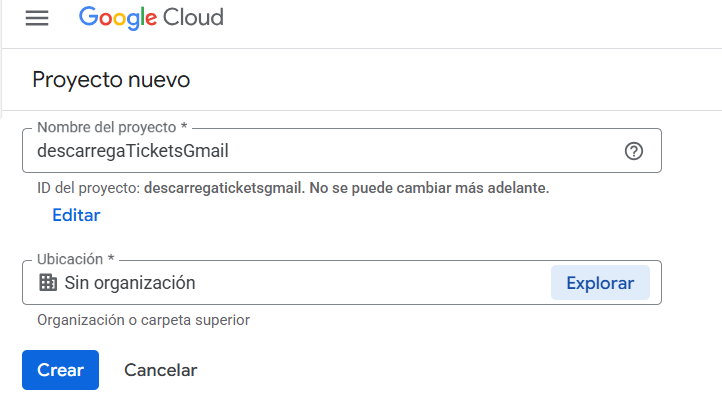 Google Cloud
Proyecto nuevo
Nombre del proyecto *
descarregaTicketsGmail
ID del proyecto: descarregaticketsgmail. No se puede cambiar más adelante.
Editar
Ubicación *
Sin organización
Explorar
Organización o carpeta superior
Crear Cancelar